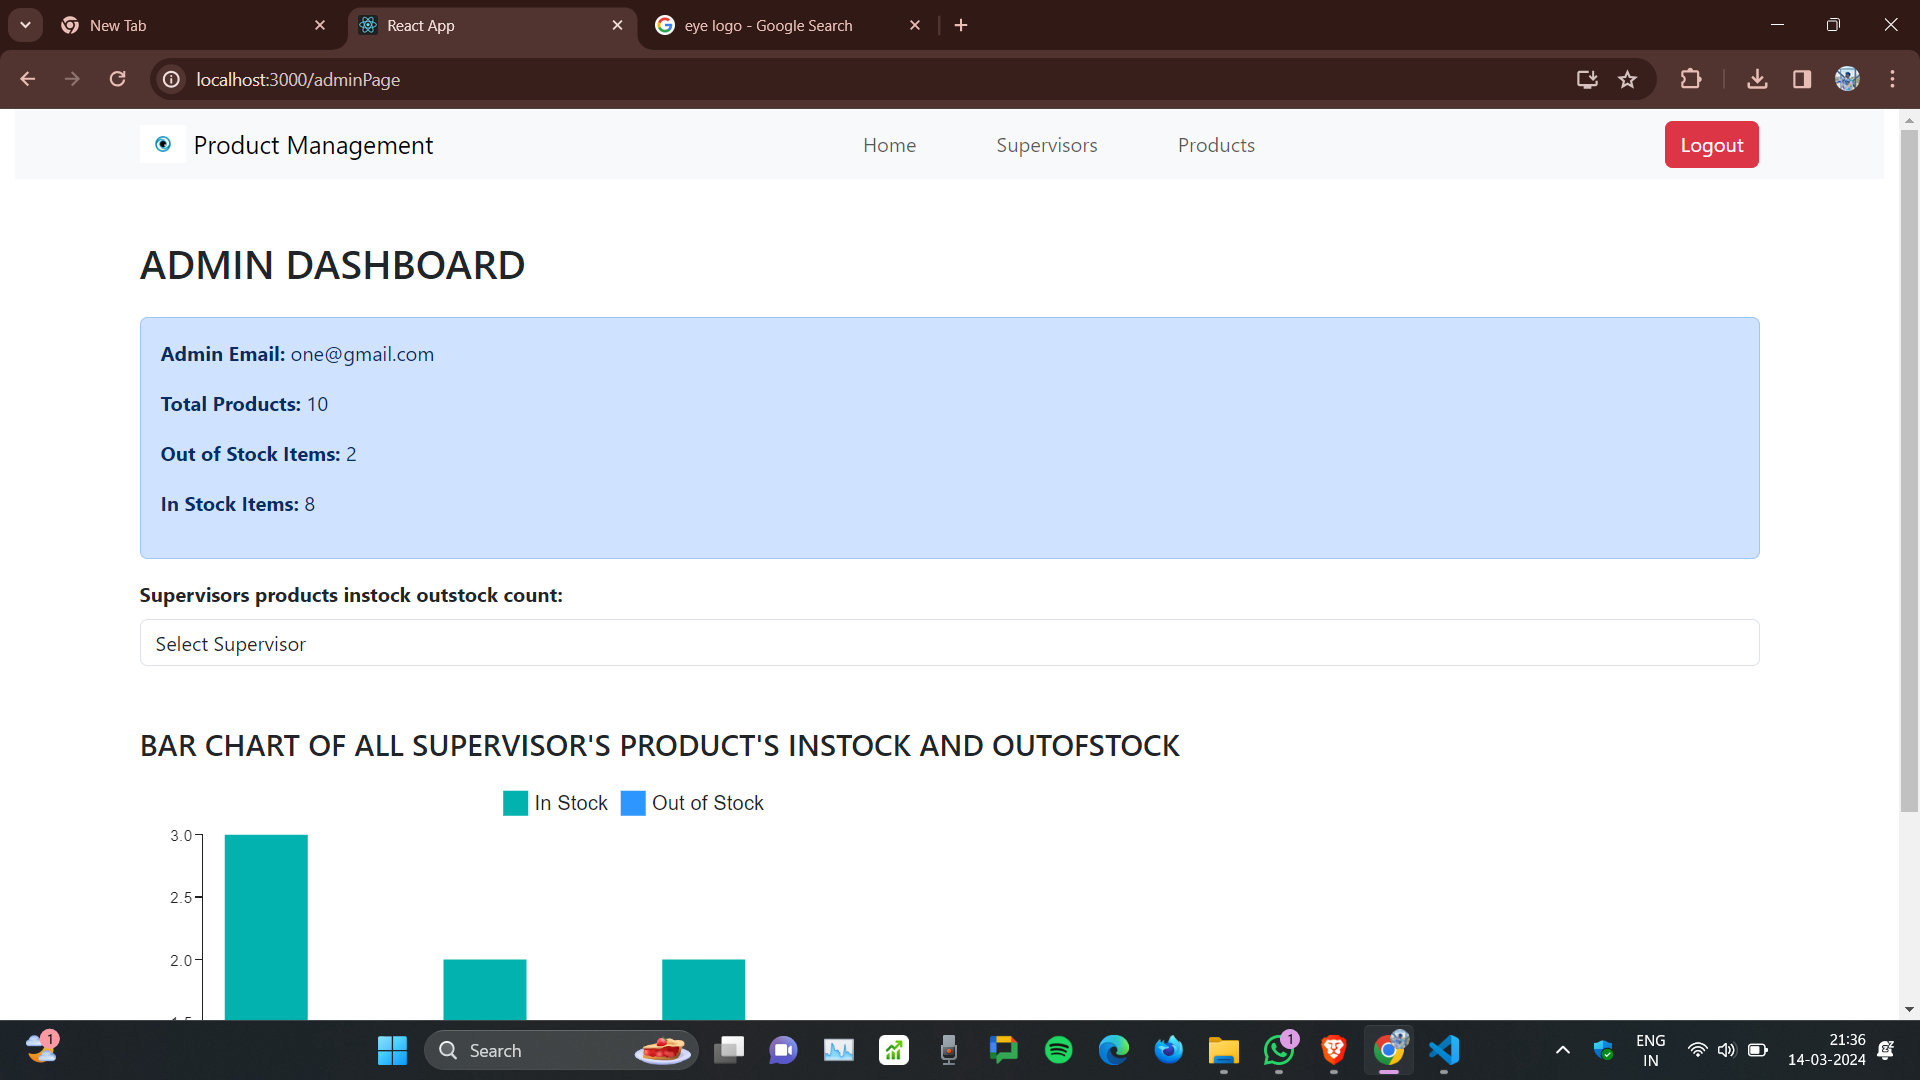 New Tab
React App
eye logo - Google Search
localhost:3000/adminPage
Product Management
Home
Supervisors
Products
Logout
ADMIN DASHBOARD
Admin Email: one@gmail.com
Total Products: 10
Out of Stock Items: 2
In Stock Items: 8
Supervisors products instock outstock count:
Select Supervisor
BAR CHART OF ALL SUPERVISOR'S PRODUCT'S INSTOCK AND OUTOFSTOCK
In Stock
Out of Stock
3.0
2.5
2.0
1
Search
1
ENG
IN
21:36
14-03-2024